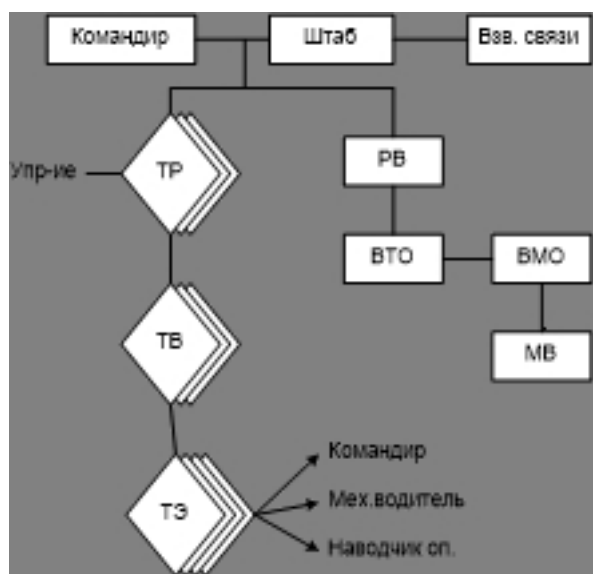 Командир
Штаб
Взв. связи
Упр-ие
ТР
РВ
ВТО
ВМО
ТВ
МВ
ТЭ
Командир
Мех.водитель
Наводчик оп.